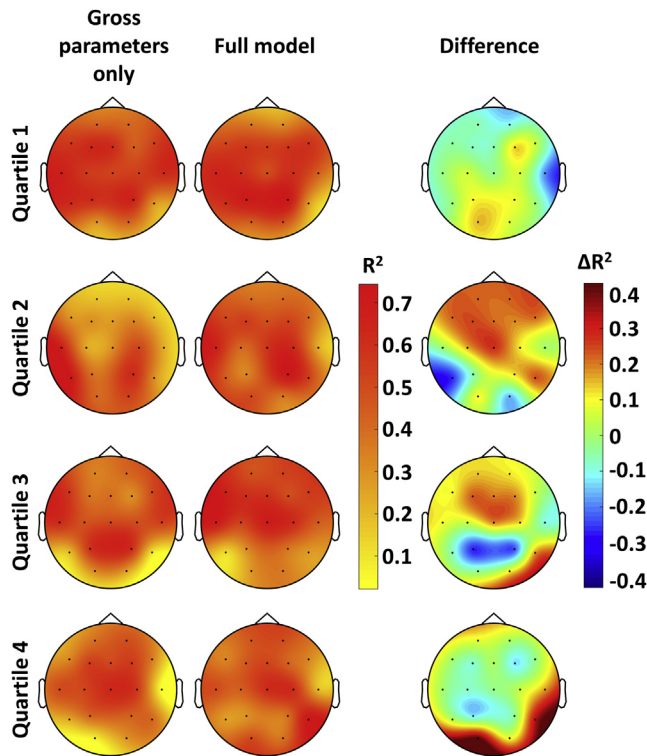 Gross
parameters
only
Full model
Difference
Quartile 1
Quartile 2
R²
0.7
0.6
0.5
0.4
0.3
0.2
0.1
ΔR²
0.4
0.3
0.2
0.1
0
-0.1
-0.2
-0.3
-0.4
Quartile 3
Quartile 4